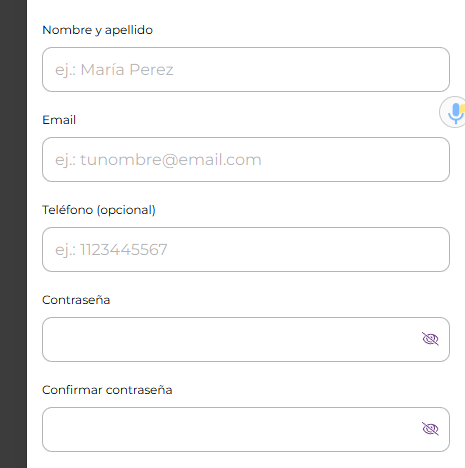 Nombre y apellido
ej.: María Perez
Email
ej.: tunombre@email.com
Teléfono (opcional)
ej.: 1123445567
Contraseña
Confirmar contraseña